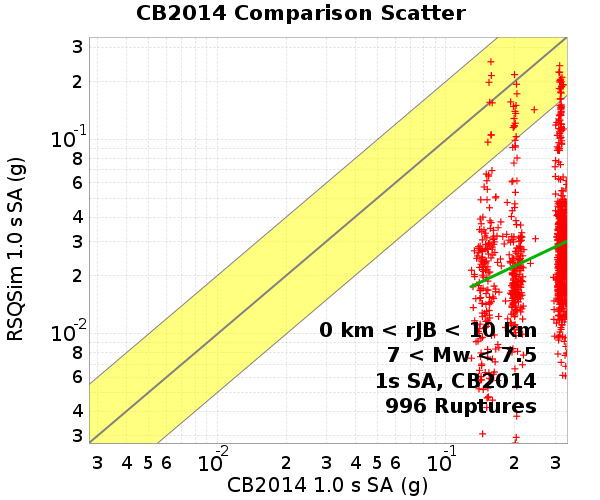 CB2014 Comparison Scatter
RSQSim 1.0 s SA (g)
3
2
10^-1
8
6
4
3
2
10^-2
8
6
4
3
0 km < rJB < 10 km
7 < Mw < 7.5
1s SA, CB2014
996 Ruptures
3 4 5 6 10^-2 2 3 4 5 6 10^-1 2 3
CB2014 1.0 s SA (g)